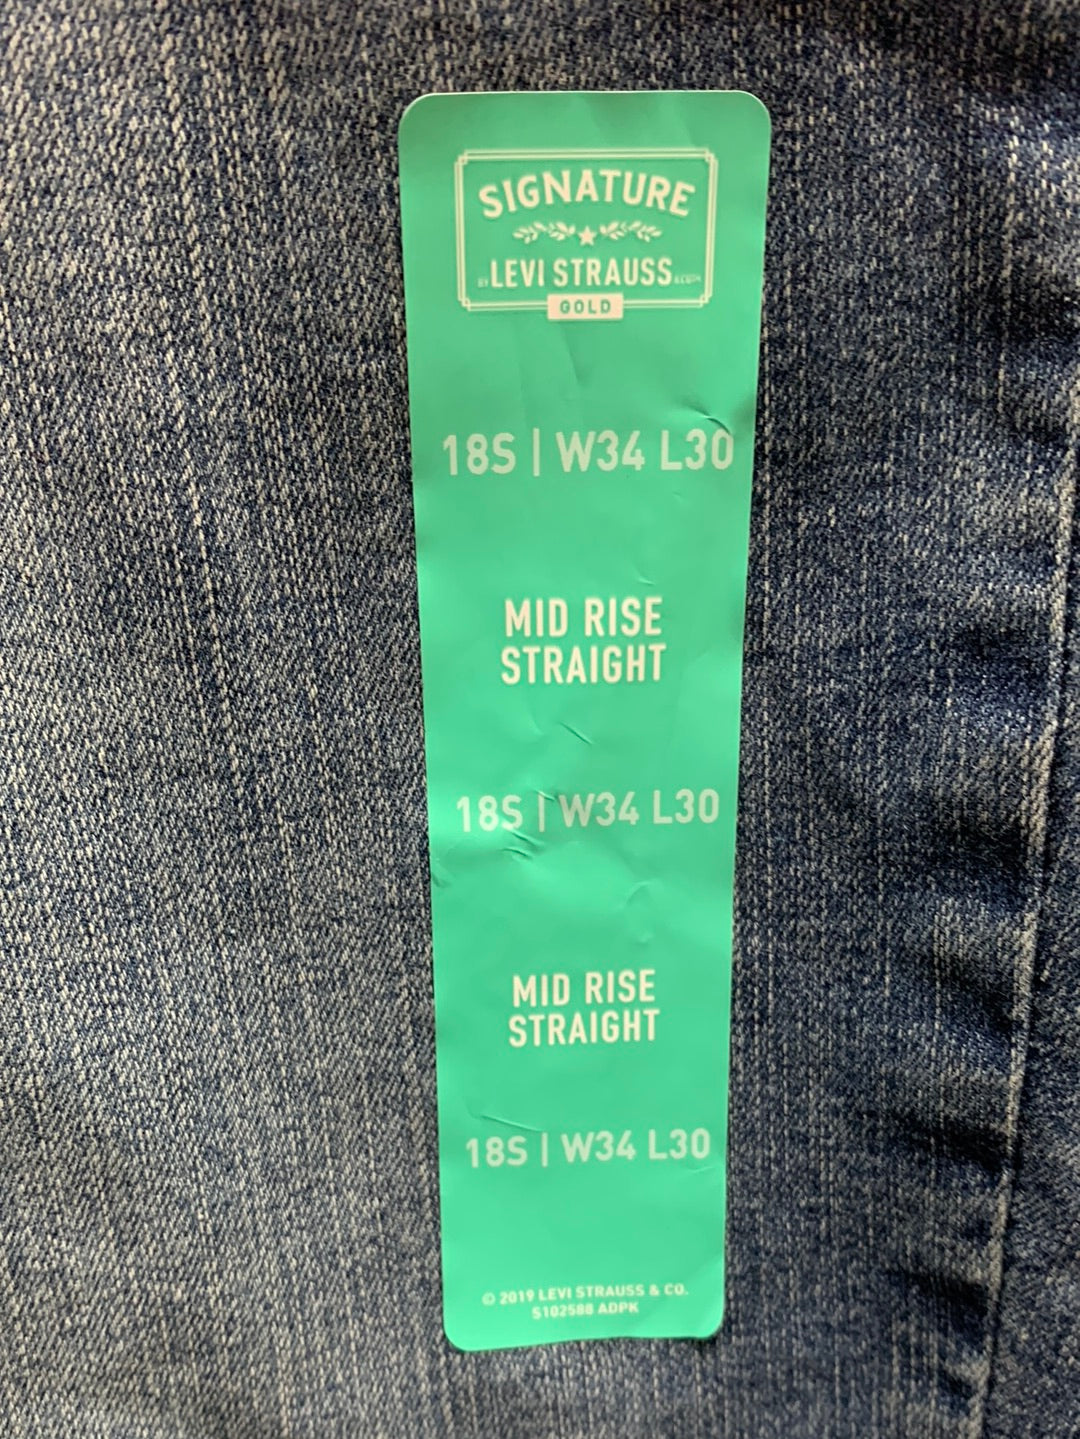 SIGNATURE
BY LEVI STRAUSS & CO™
GOLD
18S | W34 L30
MID RISE
STRAIGHT
18S | W34 L30
MID RISE
STRAIGHT
18S | W34 L30
© 2019 LEVI STRAUSS & CO.
S102588 ADPK